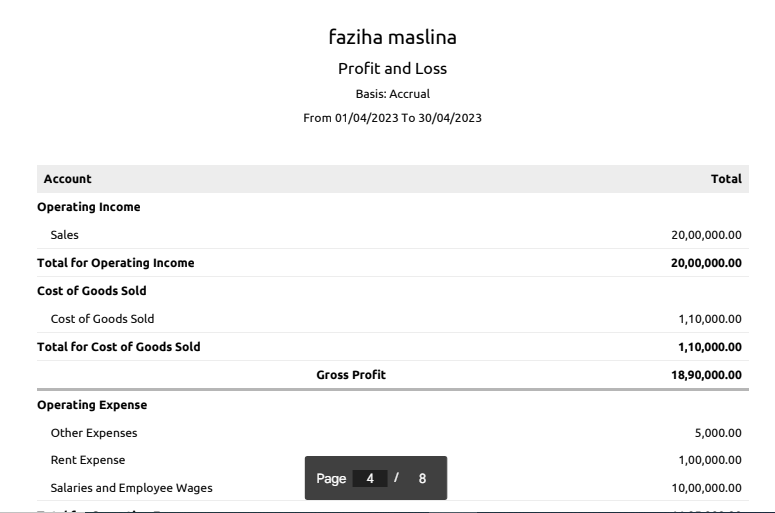 faziha maslina
Profit and Loss
Basis: Accrual
From 01/04/2023 To 30/04/2023
Account Total
Operating Income
Sales 20,00,000.00
Total for Operating Income 20,00,000.00
Cost of Goods Sold
Cost of Goods Sold 1,10,000.00
Total for Cost of Goods Sold 1,10,000.00
Gross Profit 18,90,000.00
Operating Expense
Other Expenses 5,000.00
Rent Expense 1,00,000.00
Salaries and Employee Wages 10,00,000.00
Page 4 / 8